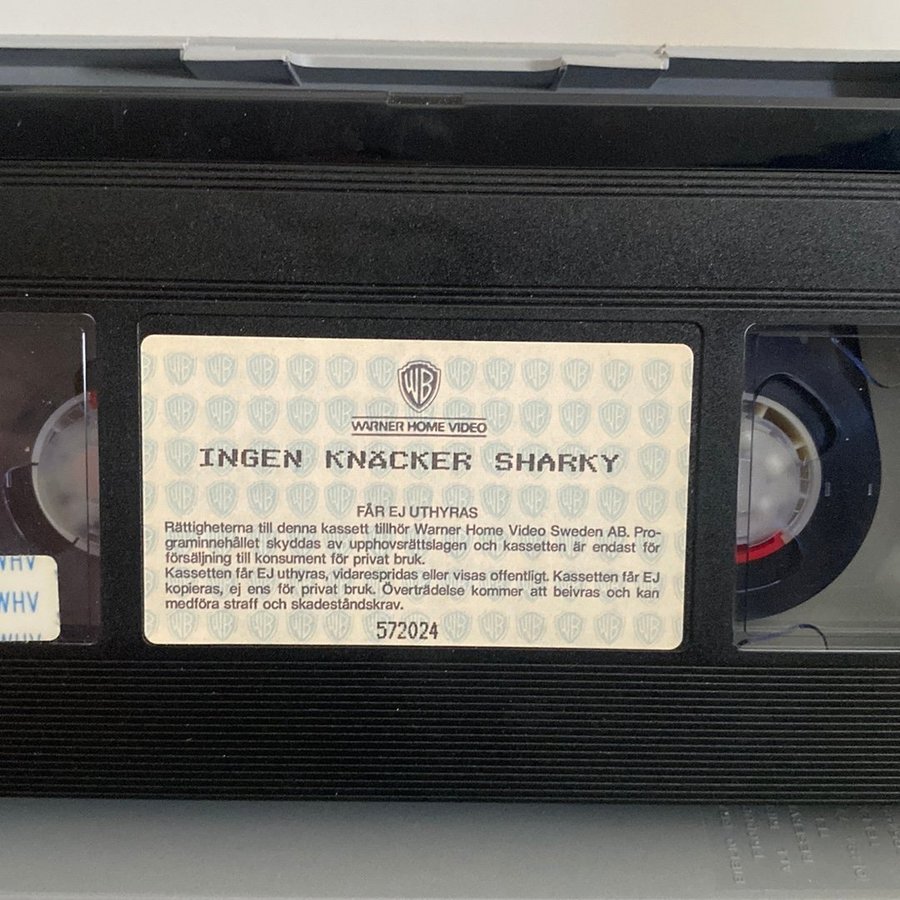 WB
WARNER HOME VIDEO
INGEN KNÄCKER SHARKY
FÅR EJ UTHYRAS
Rättigheterna till denna kassett tillhör Warner Home Video Sweden AB. Pro-
graminnehållet skyddas av upphovsrättslagen och kassetten är endast för
försäljning till konsument för privat bruk.
Kassetten får EJ uthyras, vidarespridas eller visas offentligt. Kassetten får EJ
kopieras, ej ens för privat bruk. Överträdelse kommer att beivras och kan
medföra straff och skadeståndskrav.
572024
WHV
WHV
WHV